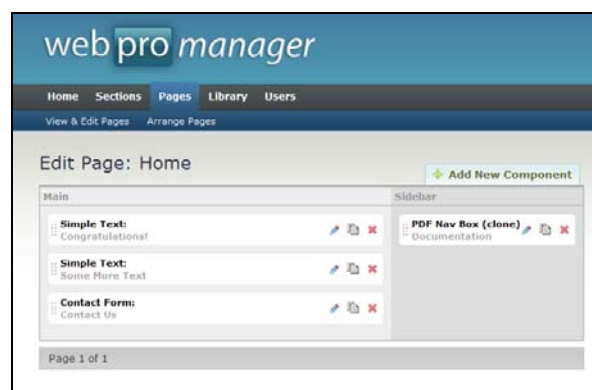 web pro manager
Home Sections Pages Library Users
View & Edit Pages Arrange Pages
Edit Page: Home
Add New Component
Main
Simple Text:
Congratulations!
Simple Text:
Some More Text
Contact Form:
Contact Us
Sidebar
PDF Nav Box (clone)
Documentation
Page 1 of 1